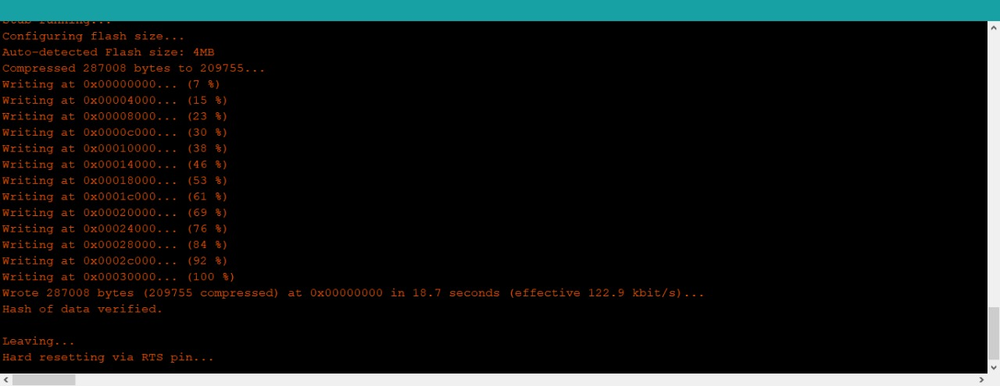 Stub running...
Configuring flash size...
Auto-detected Flash size: 4MB
Compressed 287008 bytes to 209755...
Writing at 0x00000000... (7 %)
Writing at 0x00004000... (15 %)
Writing at 0x00008000... (23 %)
Writing at 0x0000c000... (30 %)
Writing at 0x00010000... (38 %)
Writing at 0x00014000... (46 %)
Writing at 0x00018000... (53 %)
Writing at 0x0001c000... (61 %)
Writing at 0x00020000... (69 %)
Writing at 0x00024000... (76 %)
Writing at 0x00028000... (84 %)
Writing at 0x0002c000... (92 %)
Writing at 0x00030000... (100 %)
Wrote 287008 bytes (209755 compressed) at 0x00000000 in 18.7 seconds (effective 122.9 kbit/s)...
Hash of data verified.
Leaving...
Hard resetting via RTS pin...